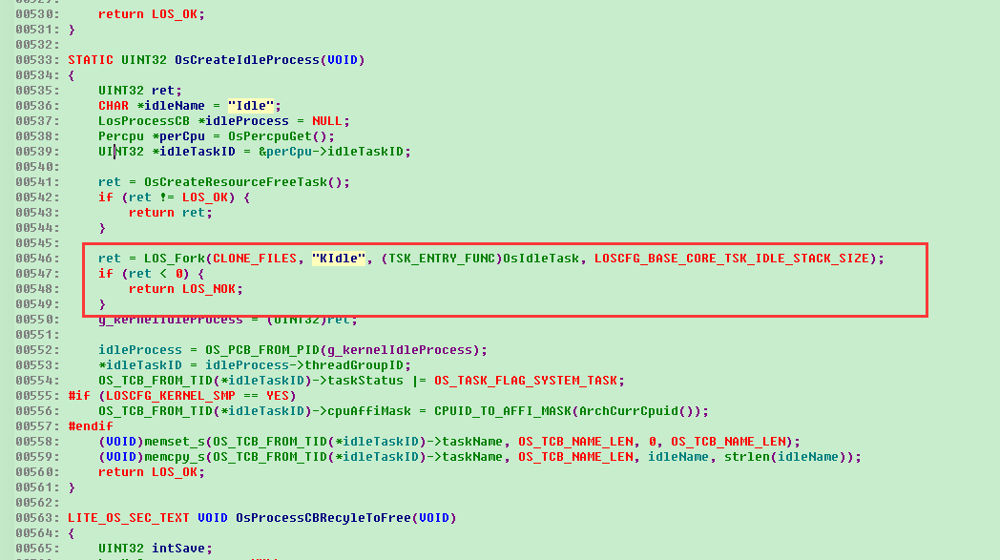 00530:     return LOS_OK;
00531: }
00532:
00533: STATIC UINT32 OsCreateIdleProcess(VOID)
00534: {
00535:     UINT32 ret;
00536:     CHAR *idleName = "Idle";
00537:     LosProcessCB *idleProcess = NULL;
00538:     Percpu *perCpu = OsPercpuGet();
00539:     UINT32 *idleTaskID = &perCpu->idleTaskID;
00540:
00541:     ret = OsCreateResourceFreeTask();
00542:     if (ret != LOS_OK) {
00543:         return ret;
00544:     }
00545:
00546:     ret = LOS_Fork(CLONE_FILES, "KIdle", (TSK_ENTRY_FUNC)OsIdleTask, LOSCFG_BASE_CORE_TSK_IDLE_STACK_SIZE);
00547:     if (ret < 0) {
00548:         return LOS_NOK;
00549:     }
00550:     g_kernelIdleProcess = (UINT32)ret;
00551:
00552:     idleProcess = OS_PCB_FROM_PID(g_kernelIdleProcess);
00553:     *idleTaskID = idleProcess->threadGroupID;
00554:     OS_TCB_FROM_TID(*idleTaskID)->taskStatus |= OS_TASK_FLAG_SYSTEM_TASK;
00555: #if (LOSCFG_KERNEL_SMP == YES)
00556:     OS_TCB_FROM_TID(*idleTaskID)->cpuAffiMask = CPUID_TO_AFFI_MASK(ArchCurrCpuid());
00557: #endif
00558:     (VOID)memset_s(OS_TCB_FROM_TID(*idleTaskID)->taskName, OS_TCB_NAME_LEN, 0, OS_TCB_NAME_LEN);
00559:     (VOID)memcpy_s(OS_TCB_FROM_TID(*idleTaskID)->taskName, OS_TCB_NAME_LEN, idleName, strlen(idleName));
00560:     return LOS_OK;
00561: }
00562:
00563: LITE_OS_SEC_TEXT VOID OsProcessCBRecyleToFree(VOID)
00564: {
00565:     UINT32 intSave;